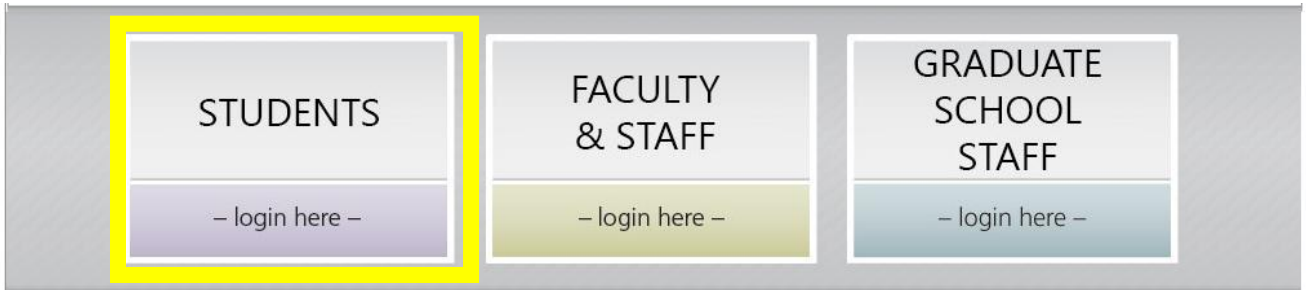 STUDENTS
– login here –
FACULTY
& STAFF
– login here –
GRADUATE
SCHOOL
STAFF
– login here –